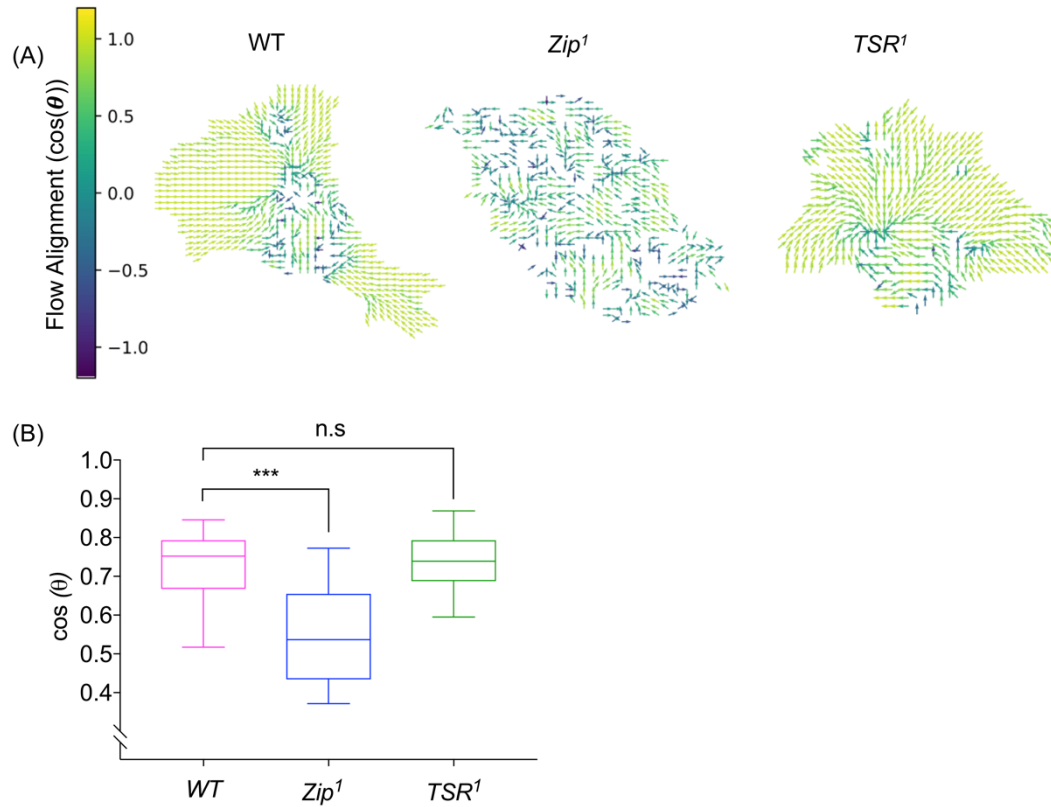 (A)
WT
Zip¹
TSR¹
Flow Alignment (cos(θ))
1.0
0.5
0.0
−0.5
−1.0
(B)
n.s
***
cos (θ)
1.0
0.9
0.8
0.7
0.6
0.5
0.4
WT
Zip¹
TSR¹